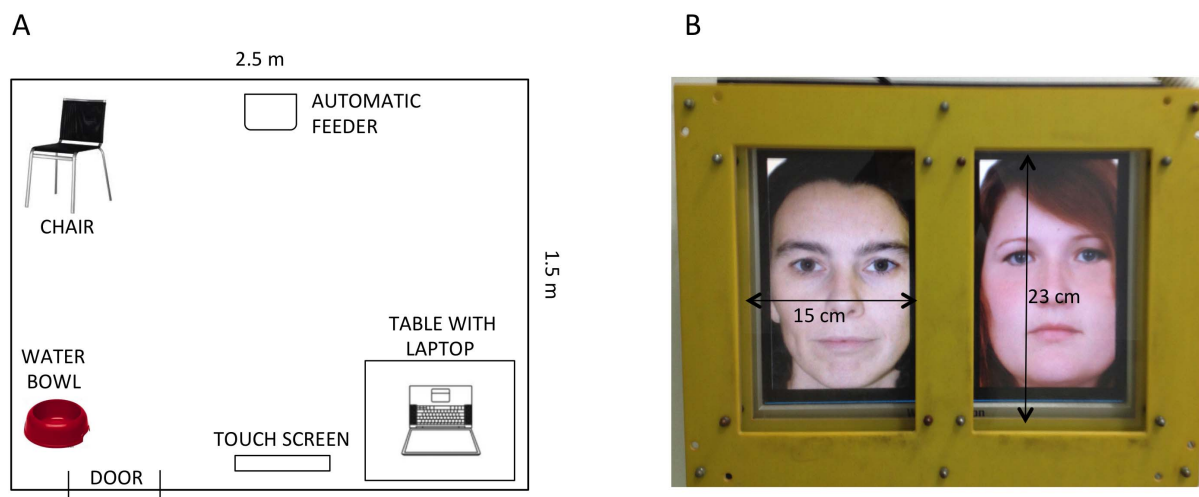 A
B
2.5 m
AUTOMATIC
FEEDER
CHAIR
1.5 m
TABLE WITH
LAPTOP
WATER
BOWL
TOUCH SCREEN
DOOR
15 cm
23 cm